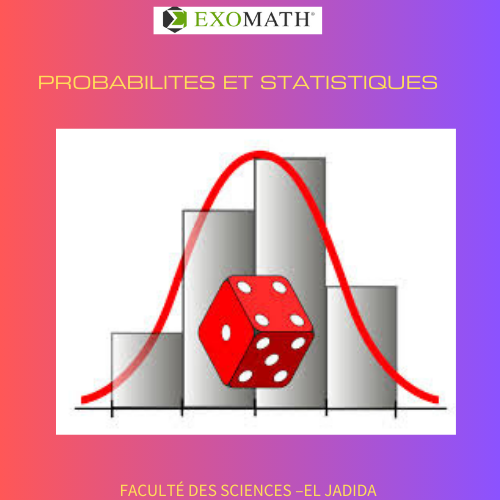 EXOMATH®
PROBABILITES ET STATISTIQUES
FACULTÉ DES SCIENCES –EL JADIDA